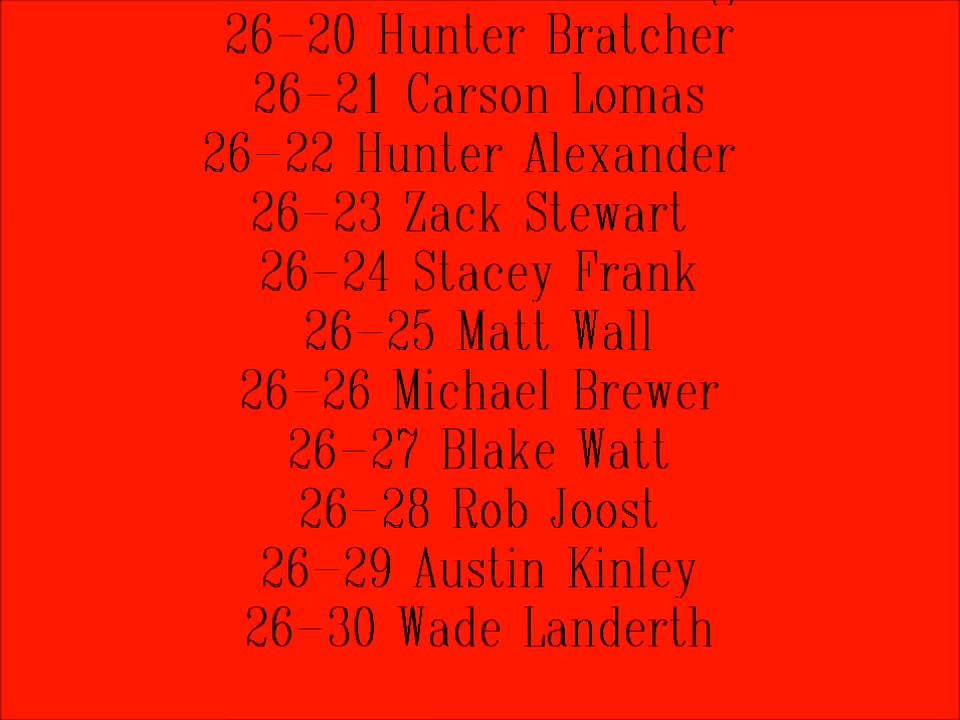 26-20 Hunter Bratcher
26-21 Carson Lomas
26-22 Hunter Alexander
26-23 Zack Stewart
26-24 Stacey Frank
26-25 Matt Wall
26-26 Michael Brewer
26-27 Blake Watt
26-28 Rob Joost
26-29 Austin Kinley
26-30 Wade Landerth